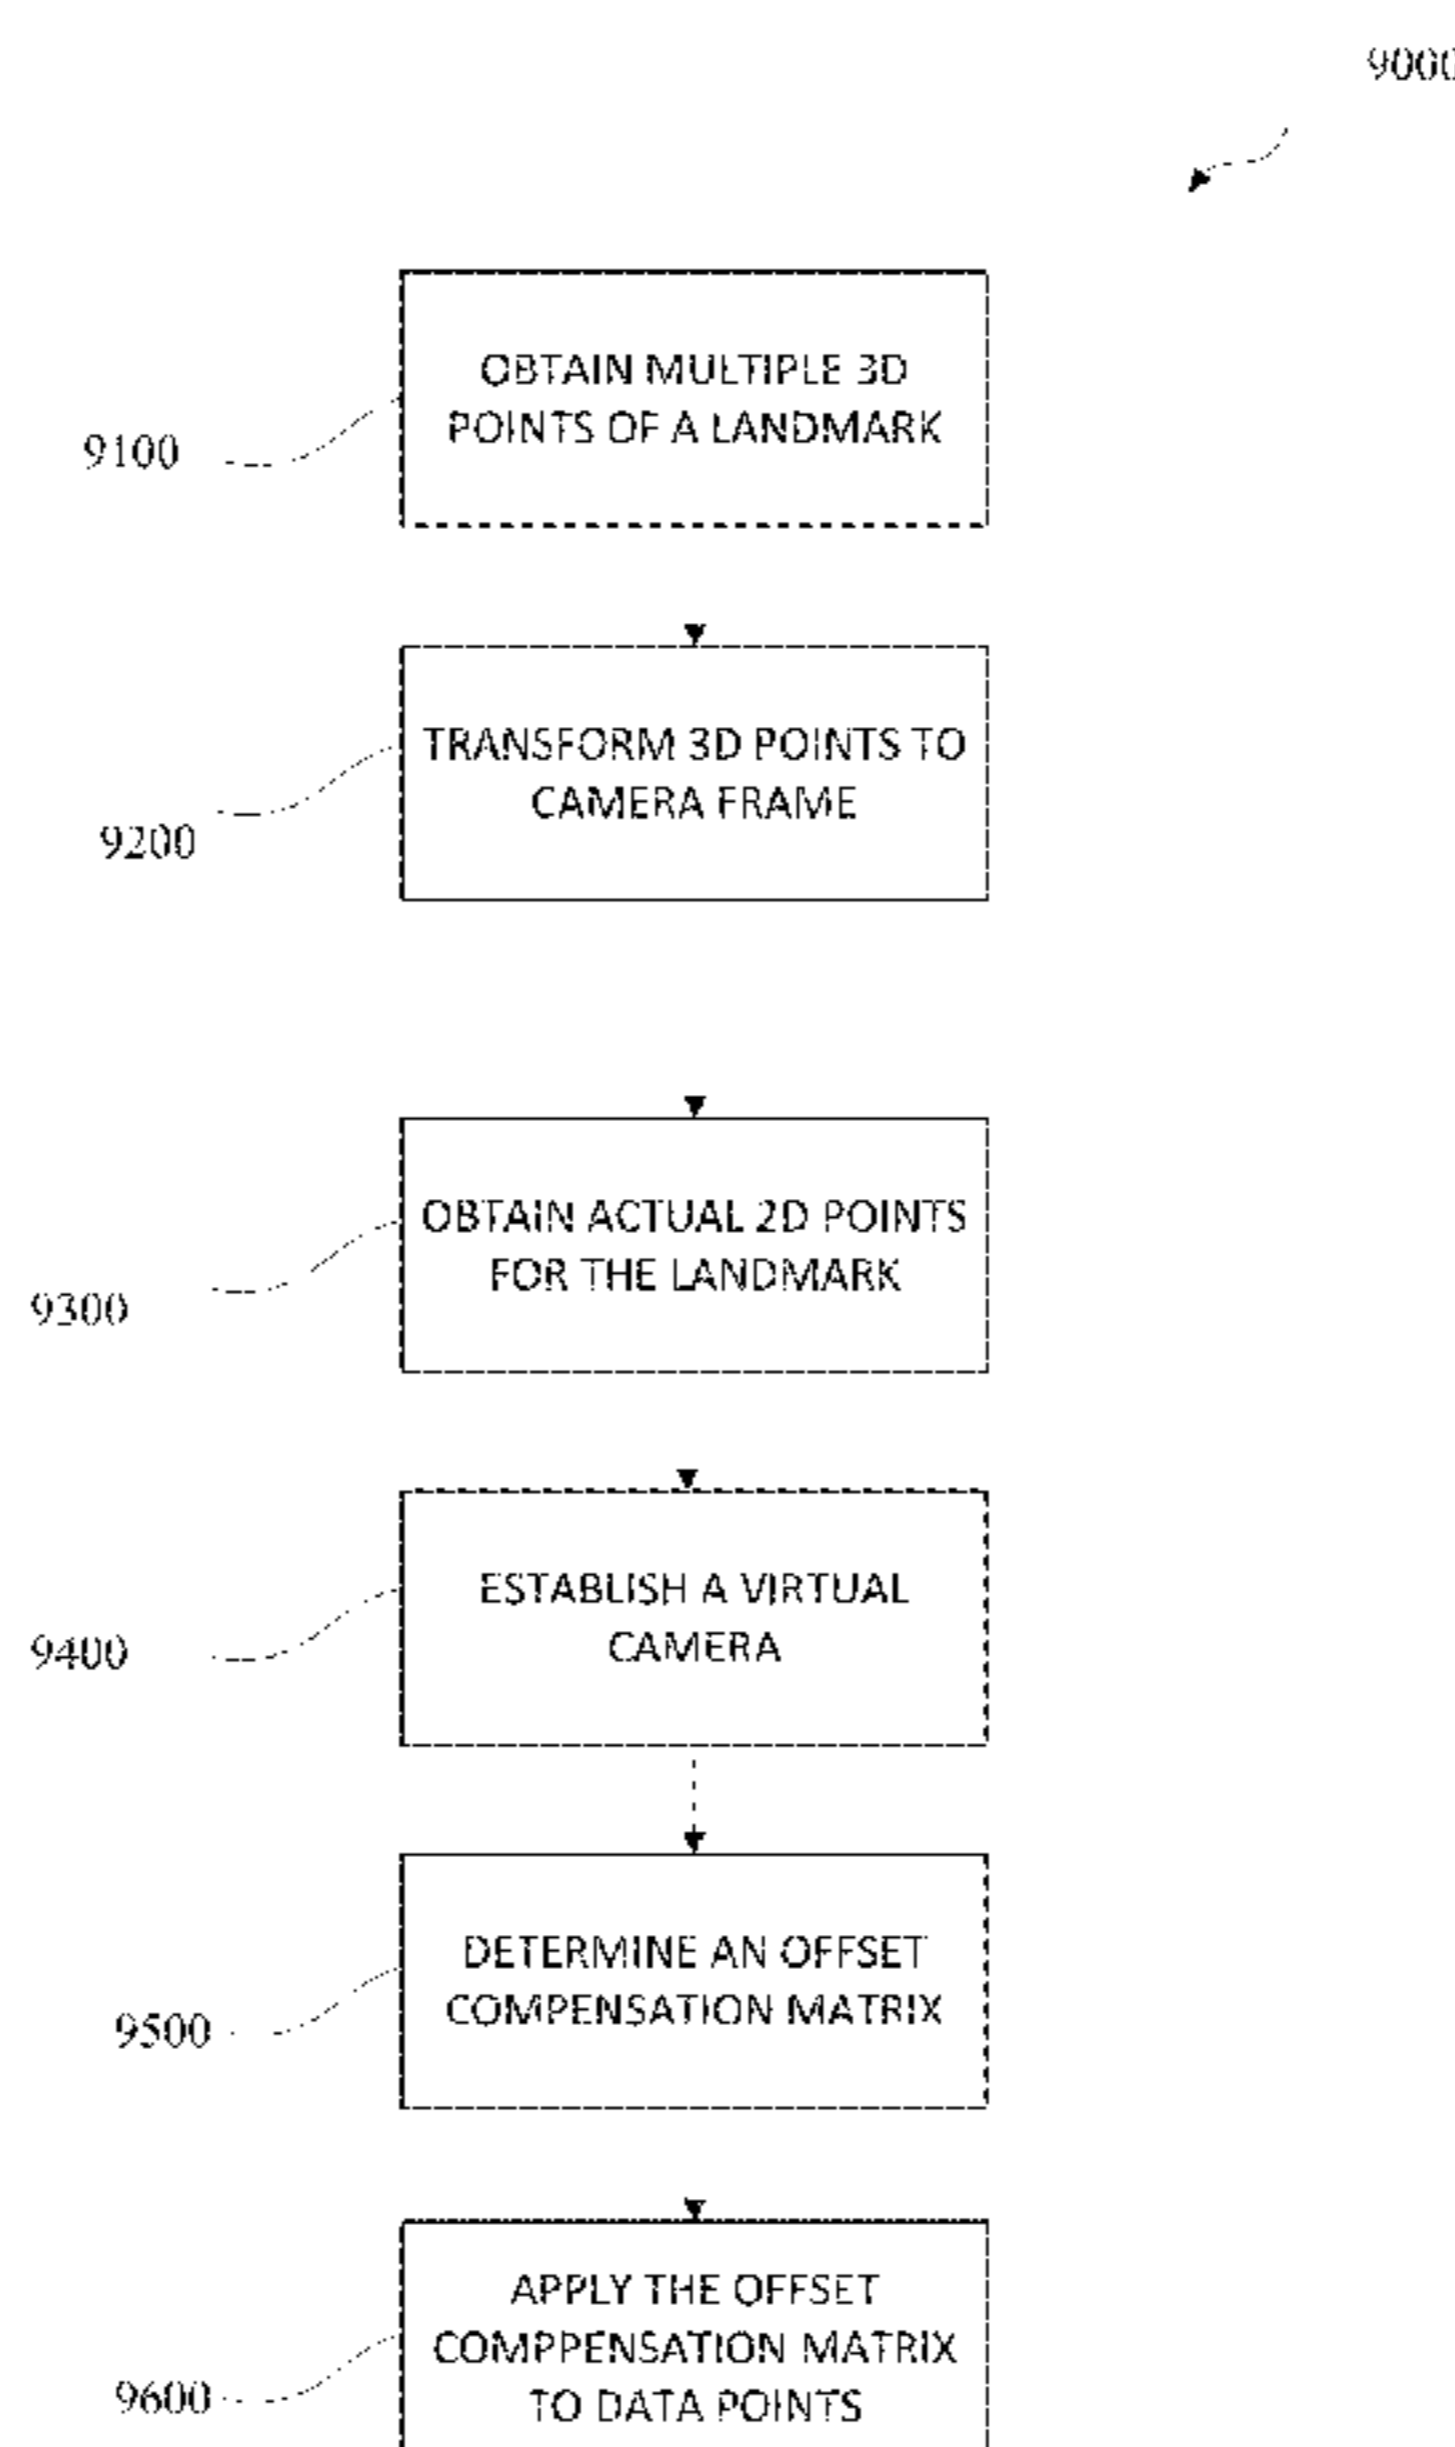 9000
OBTAIN MULTIPLE 3D
POINTS OF A LANDMARK
9100
TRANSFORM 3D POINTS TO
CAMERA FRAME
9200
OBTAIN ACTUAL 2D POINTS
FOR THE LANDMARK
9300
ESTABLISH A VIRTUAL
CAMERA
9400
DETERMINE AN OFFSET
COMPENSATION MATRIX
9500
APPLY THE OFFSET
COMPPENSATION MATRIX
TO DATA POINTS
9600